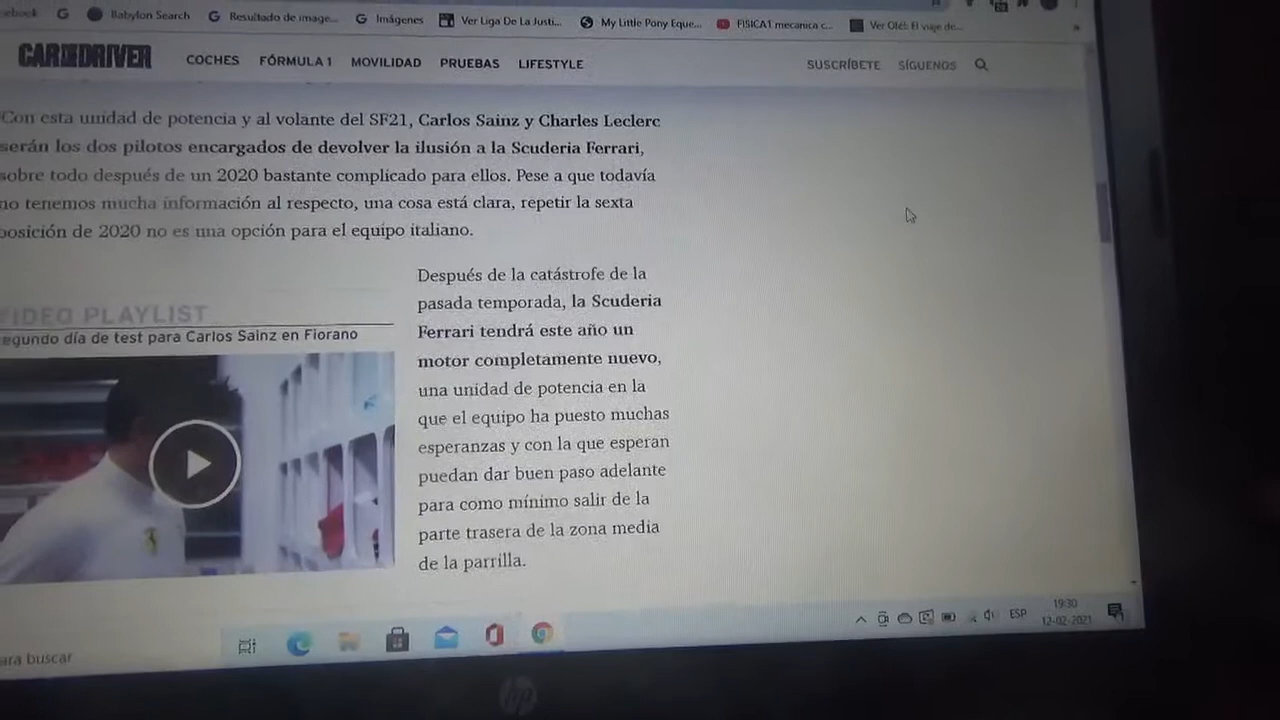 G Babylon Search G Resultado de image... G Imágenes Ver Liga De La Justi... My Little Pony Eque... FISICA1 mecanica c... Ver Olé!: El viaje de... »
CAR AND DRIVER COCHES FÓRMULA 1 MOVILIDAD PRUEBAS LIFESTYLE SUSCRÍBETE SÍGUENOS
Con esta unidad de potencia y al volante del SF21, Carlos Sainz y Charles Leclerc
serán los dos pilotos encargados de devolver la ilusión a la Scuderia Ferrari,
sobre todo después de un 2020 bastante complicado para ellos. Pese a que todavía
no tenemos mucha información al respecto, una cosa está clara, repetir la sexta
posición de 2020 no es una opción para el equipo italiano.
VIDEO PLAYLIST
egundo día de test para Carlos Sainz en Fiorano
Después de la catástrofe de la
pasada temporada, la Scuderia
Ferrari tendrá este año un
motor completamente nuevo,
una unidad de potencia en la
que el equipo ha puesto muchas
esperanzas y con la que esperan
puedan dar buen paso adelante
para como mínimo salir de la
parte trasera de la zona media
de la parrilla.
ara buscar
ESP
19:30
12-02-2021
hp